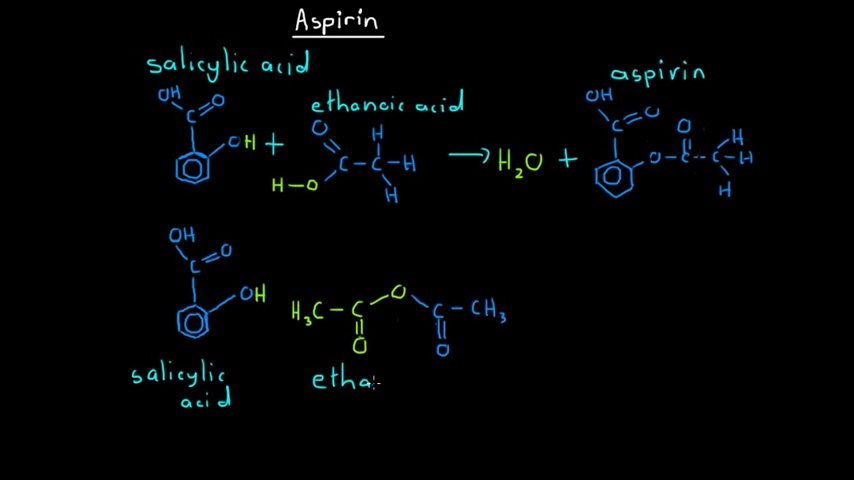 Aspirin
salicylic acid
ethanoic acid
aspirin
OH
O
C
OH
+
O
H
C - C - H
H - O
H
→ H2O +
OH
C
O
O
O - C - C - H
H
H
OH
O
C
OH
H3C - C
O
O
C - CH3
O
salicylic
acid
etha